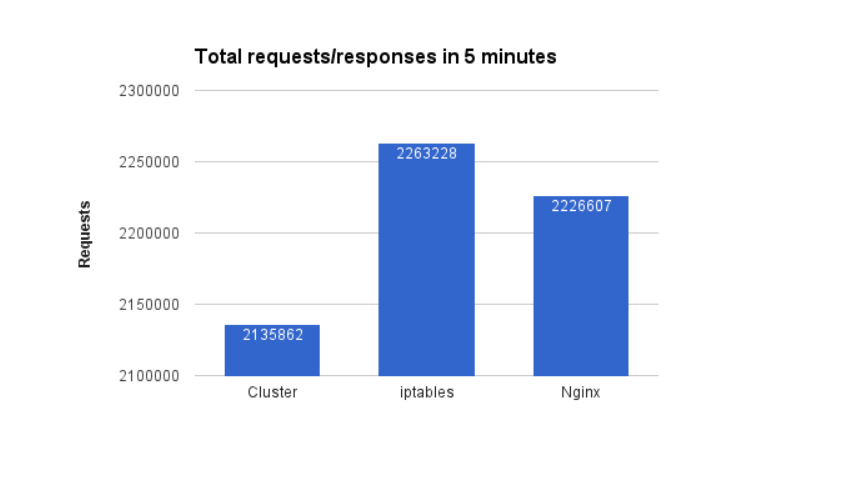 Total requests/responses in 5 minutes
2300000
2250000
2200000
2150000
2100000
Requests
2135862
2263228
2226607
Cluster
iptables
Nginx